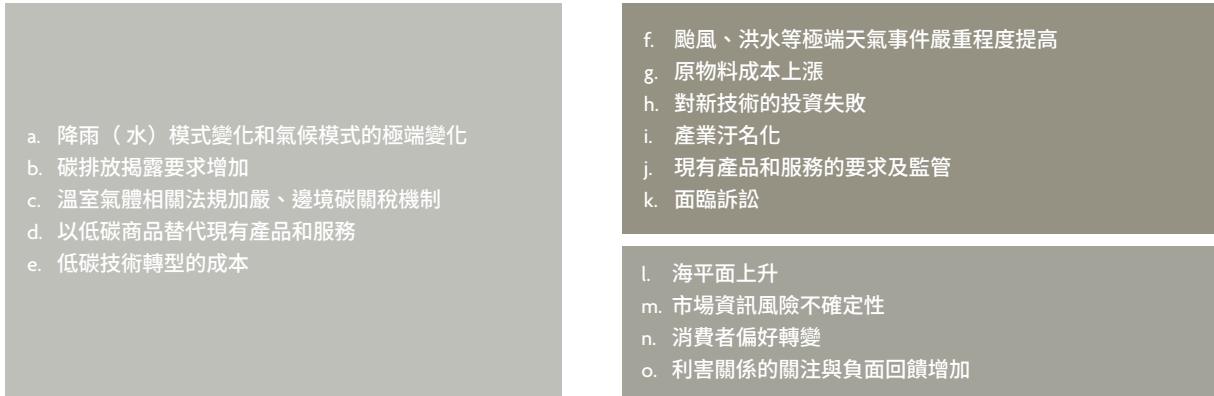 a. 降雨（ 水）模式變化和氣候模式的極端變化
b. 碳排放揭露要求增加
c. 溫室氣體相關法規加嚴、邊境碳關稅機制
d. 以低碳商品替代現有產品和服務
e. 低碳技術轉型的成本
f. 颱風、洪水等極端天氣事件嚴重程度提高
g. 原物料成本上漲
h. 對新技術的投資失敗
i. 產業汙名化
j. 現有產品和服務的要求及監管
k. 面臨訴訟
l. 海平面上升
m. 市場資訊風險不確定性
n. 消費者偏好轉變
o. 利害關係的關注與負面回饋增加